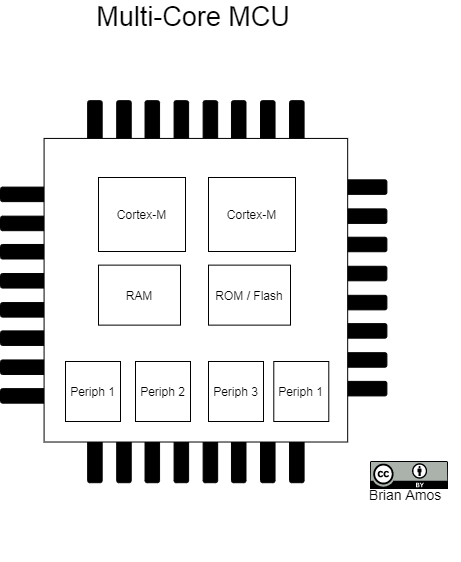 Multi-Core MCU
Cortex-M
Cortex-M
RAM
ROM / Flash
Periph 1
Periph 2
Periph 3
Periph 1
cc
BY
Brian Amos